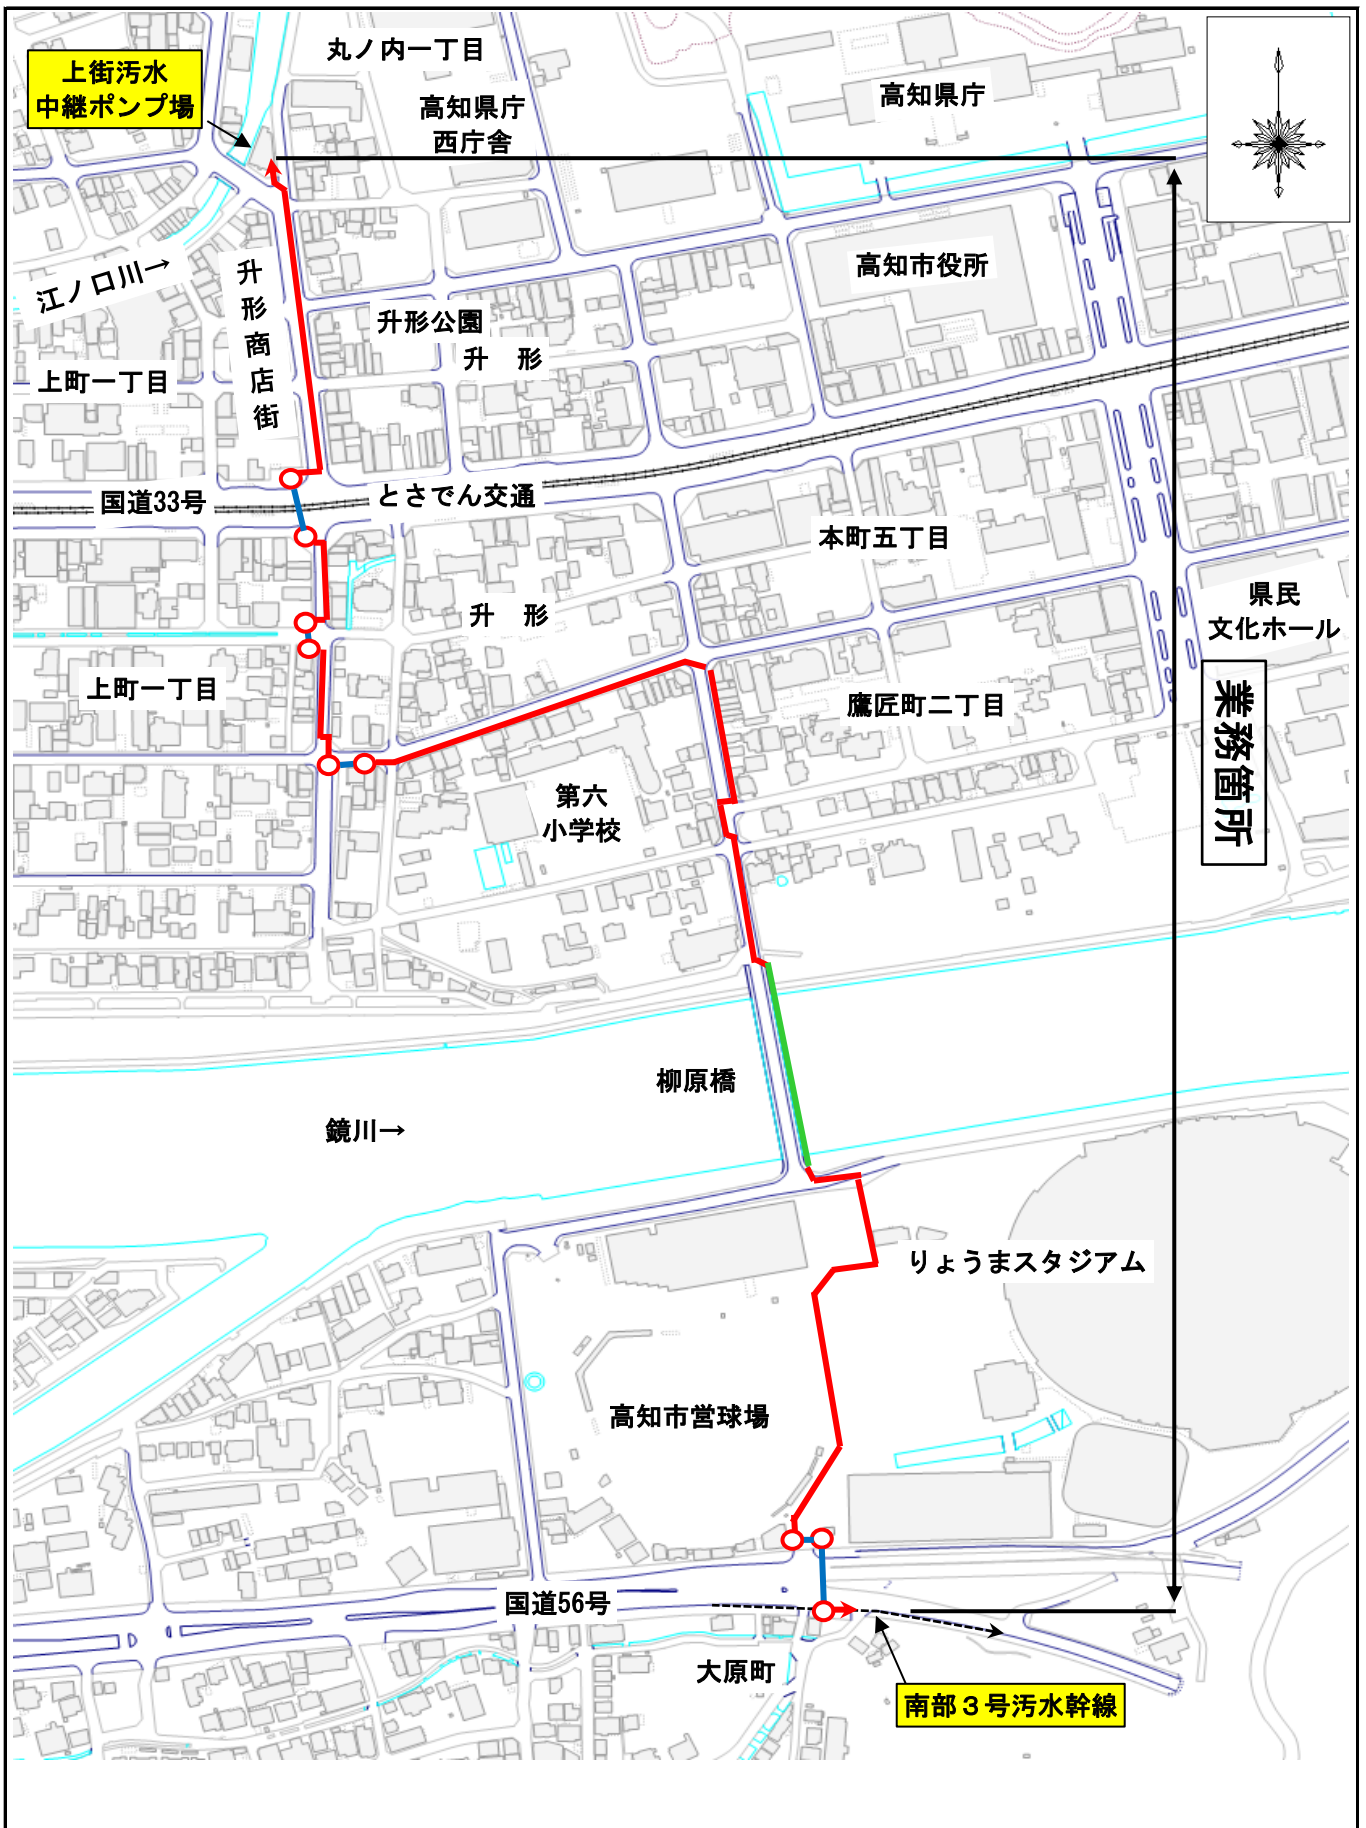 丸ノ内一丁目
上街汚水
中継ポンプ場
高知県庁
西庁舎
高知県庁
江ノ口川→
升形商店街
高知市役所
升形公園
升 形
上町一丁目
国道33号
とさでん交通
本町五丁目
升 形
県民
文化ホール
上町一丁目
鷹匠町二丁目
業務箇所
第六
小学校
柳原橋
鏡川→
りょうまスタジアム
高知市営球場
国道56号
大原町
南部３号汚水幹線